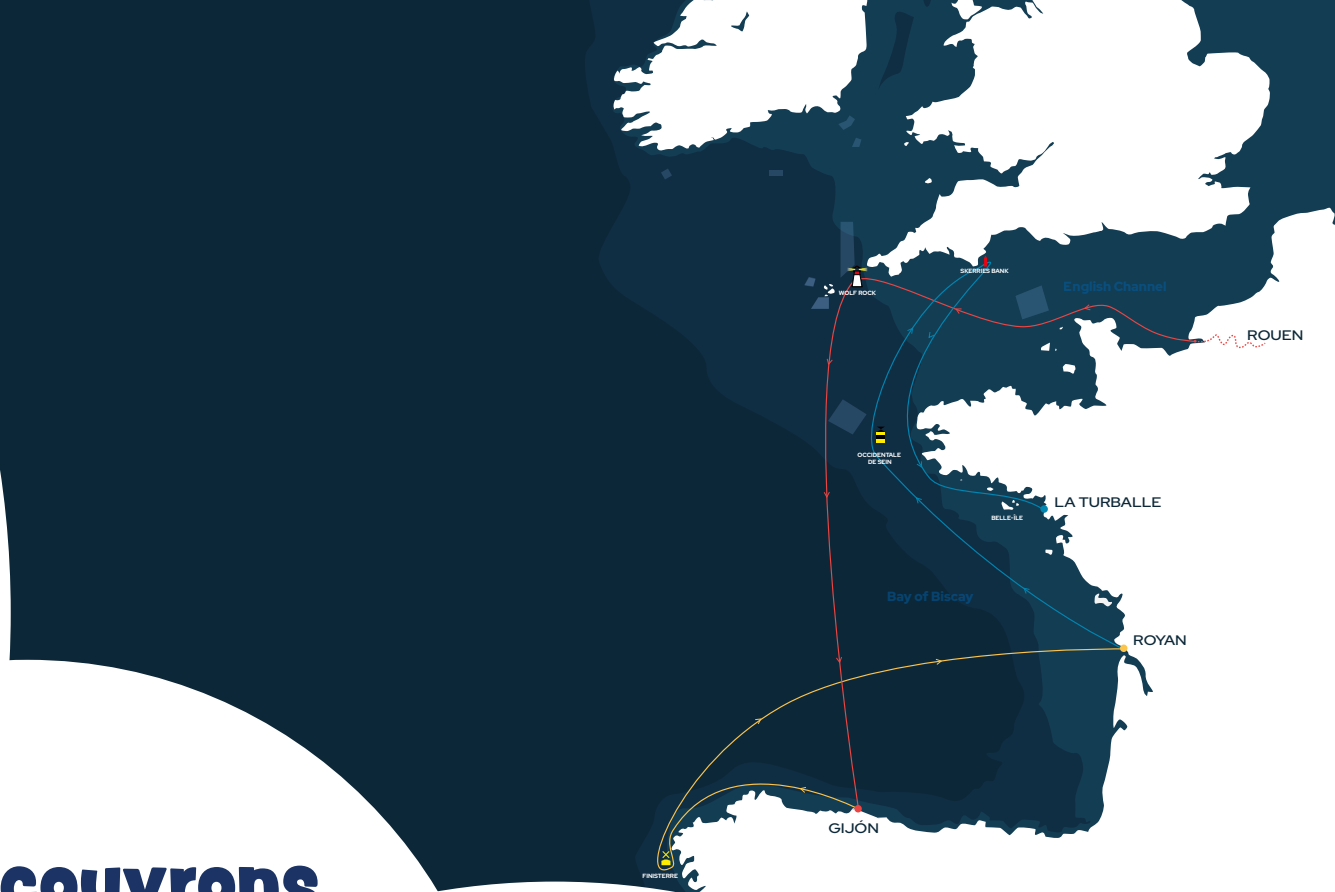 SKERRIES BANK
WOLF ROCK
English Channel
ROUEN
OCCIDENTALE
DE SEIN
LA TURBALLE
BELLE-ÎLE
Bay of Biscay
ROYAN
GIJÓN
FINISTERRE
couvrons